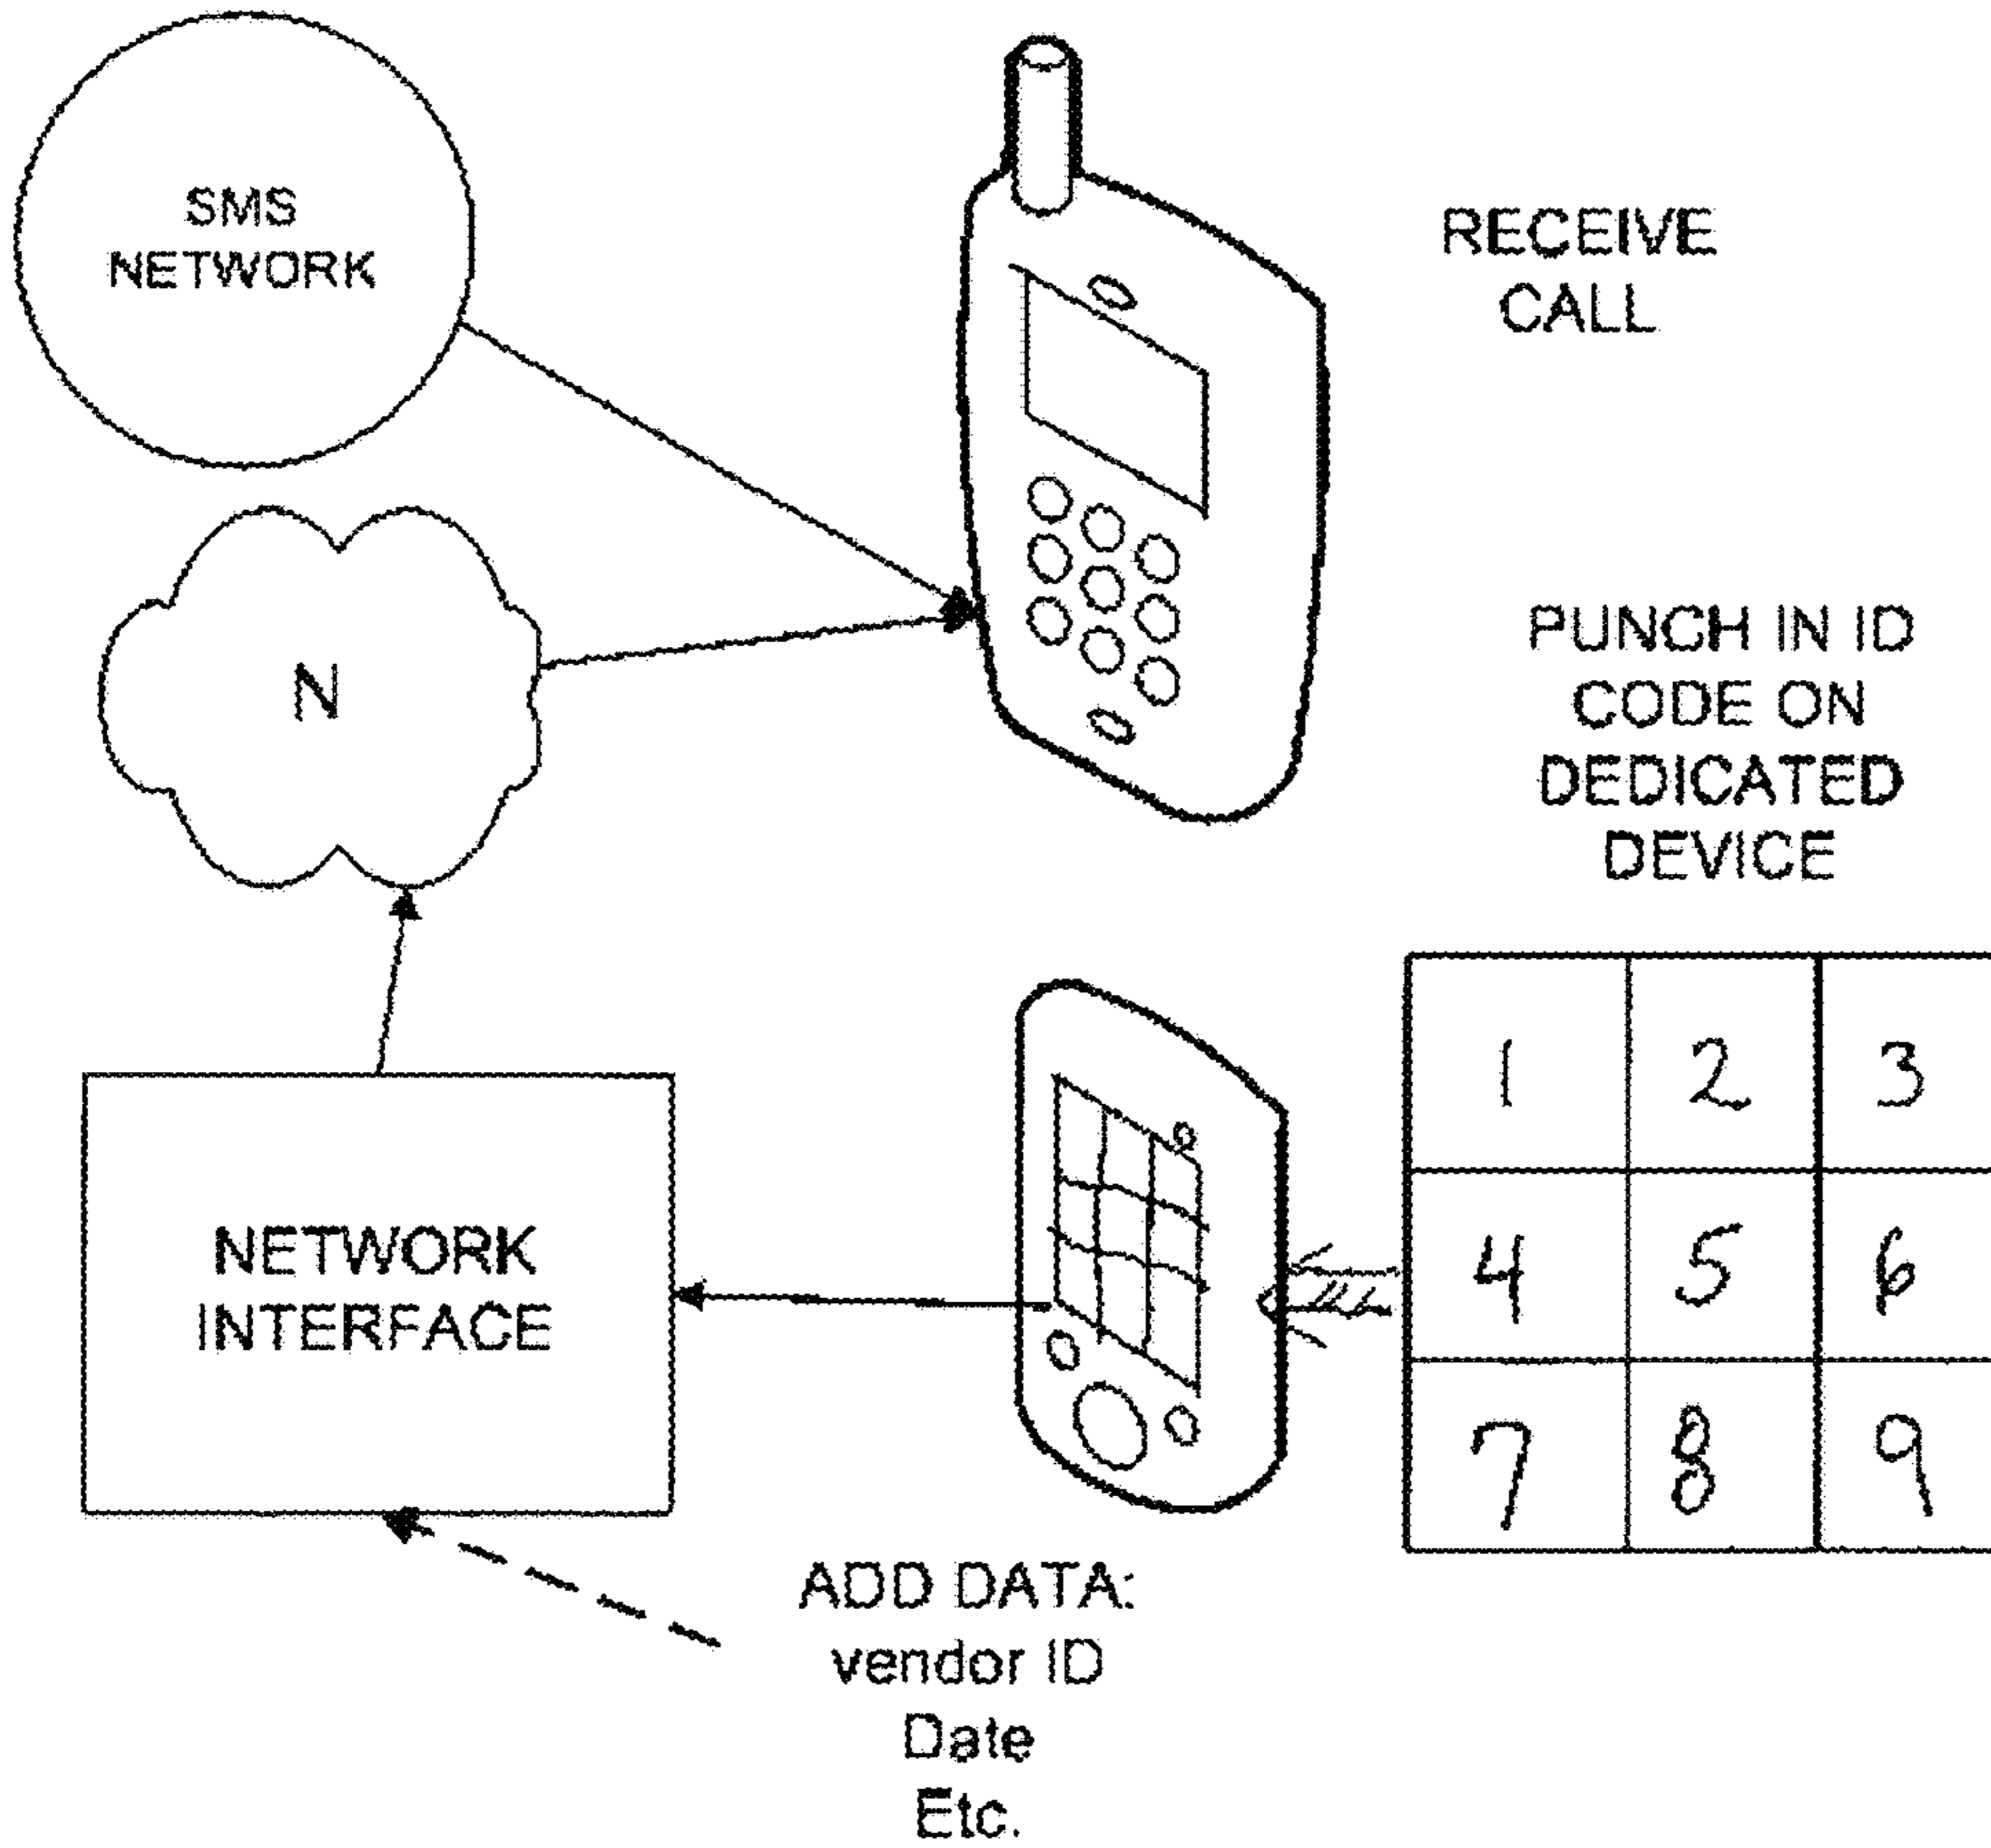 SMS
NETWORK
RECEIVE
CALL
N
PUNCH IN ID
CODE ON
DEDICATED
DEVICE
1 2 3
4 5 6
7 8 9
NETWORK
INTERFACE
ADD DATA:
vendor ID
Date
Etc.